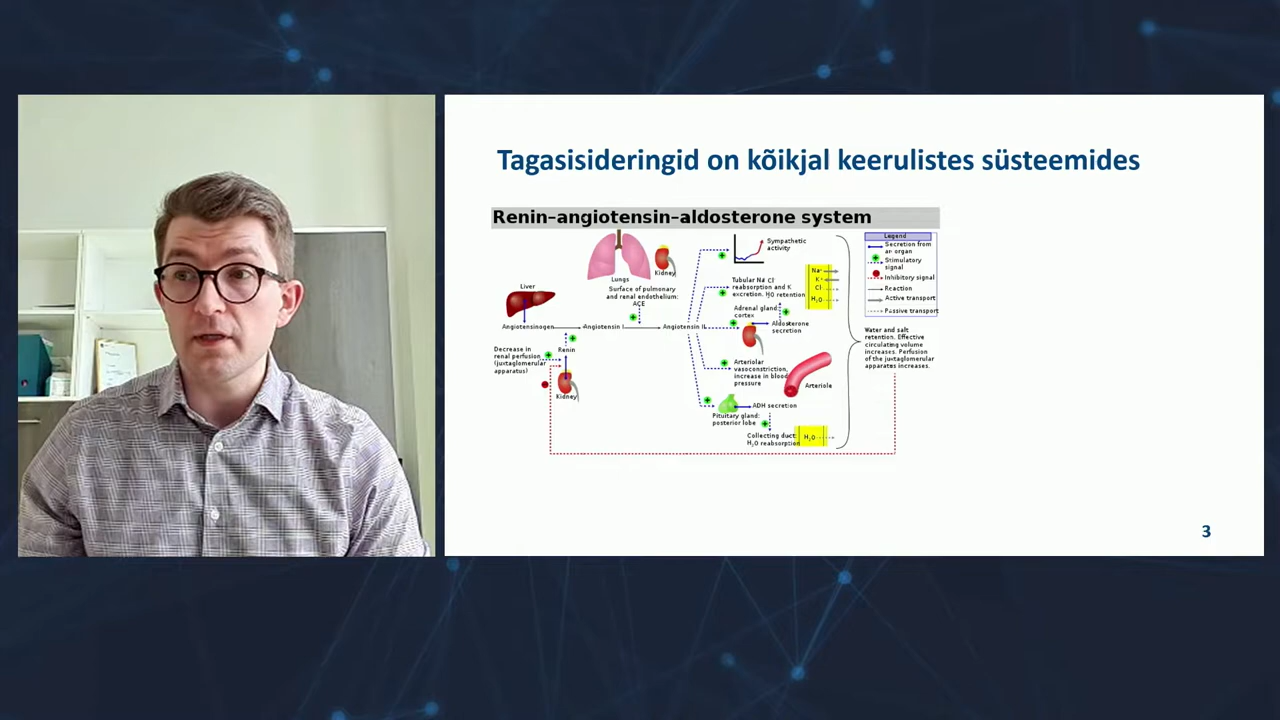 Tagasisideringid on kõikjal keerulistes süsteemides
Renin–angiotensin–aldosterone system
Lungs
Kidney
Surface of pulmonary
and renal endothelium:
ACE
Liver
Angiotensinogen
Angiotensin I
Angiotensin II
Decrease in
renal perfusion
(juxtaglomerular
apparatus)
Renin
Kidney
Sympathetic
activity
Tubular Na⁺ Cl⁻
reabsorption and K⁺
excretion. H₂O retention
Na⁺
K⁺
Cl⁻
H₂O
Adrenal gland:
cortex
Aldosterone
secretion
Arteriolar
vasoconstriction,
increase in blood
pressure
Arteriole
ADH secretion
Pituitary gland:
posterior lobe
Collecting duct:
H₂O reabsorption
H₂O
Legend
Secretion from
an organ
Stimulatory
signal
Inhibitory signal
Reaction
Active transport
Passive transport
Water and salt
retention. Effective
circulating volume
increases. Perfusion
of the juxtaglomerular
apparatus increases.
3